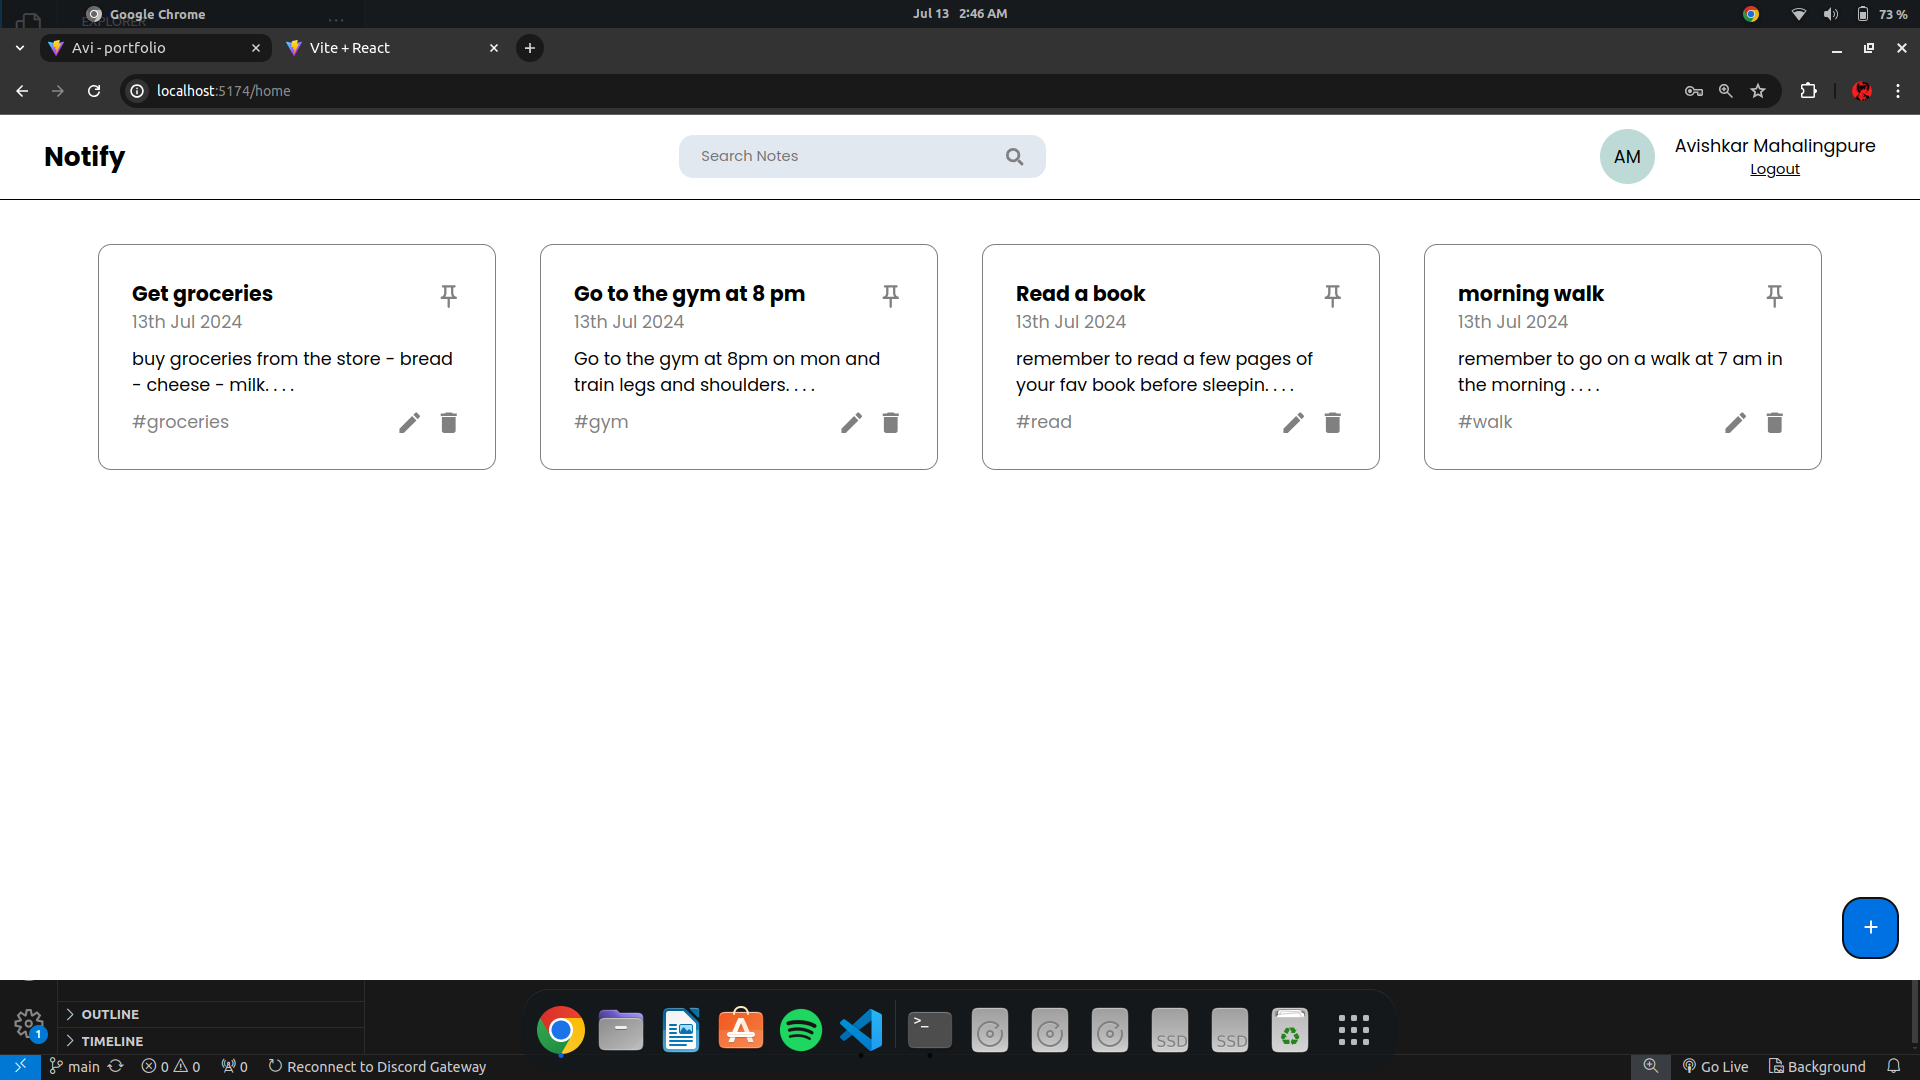 Google Chrome
EXPLORER
Jul 13 2:46 AM
73 %
Avi - portfolio
Vite + React
localhost:5174/home
Notify
Search Notes
AM
Avishkar Mahalingpure
Logout
Get groceries
13th Jul 2024
buy groceries from the store - bread
- cheese - milk. . . .
#groceries
Go to the gym at 8 pm
13th Jul 2024
Go to the gym at 8pm on mon and
train legs and shoulders. . . .
#gym
Read a book
13th Jul 2024
remember to read a few pages of
your fav book before sleepin. . . .
#read
morning walk
13th Jul 2024
remember to go on a walk at 7 am in
the morning . . . .
#walk
+
OUTLINE
TIMELINE
1
>_
SSD
SSD
main
0
0
0
Reconnect to Discord Gateway
Go Live
Background